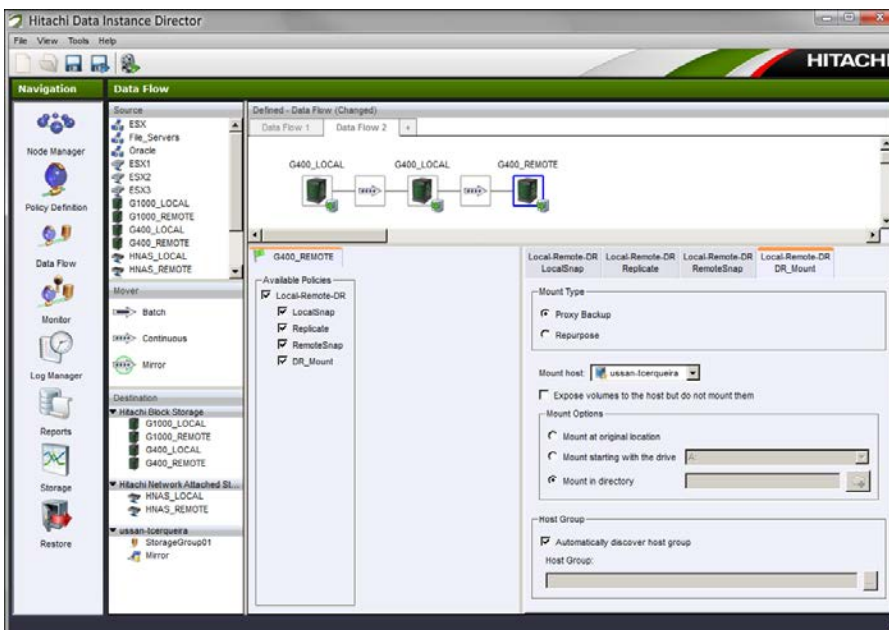 Hitachi Data Instance Director
File View Tools Help
HITACHI
Navigation
Node Manager
Policy Definition
Data Flow
Monitor
Log Manager
Reports
Storage
Restore
Data Flow
Source
ESX
File_Servers
Oracle
ESX1
ESX2
ESX3
G1000_LOCAL
G1000_REMOTE
G400_LOCAL
G400_REMOTE
HNAS_LOCAL
HNAS_REMOTE
Mover
Batch
Continuous
Mirror
Destination
Hitachi Block Storage
G1000_LOCAL
G1000_REMOTE
G400_LOCAL
G400_REMOTE
Hitachi Network Attached St...
HNAS_LOCAL
HNAS_REMOTE
ussan-tcerqueira
StorageGroup01
Mirror
Defined - Data Flow (Changed)
Data Flow 1 Data Flow 2 +
G400_LOCAL G400_LOCAL G400_REMOTE
G400_REMOTE
Available Policies
Local-Remote-DR
LocalSnap
Replicate
RemoteSnap
DR_Mount
Local-Remote-DR Local-Remote-DR Local-Remote-DR Local-Remote-DR
LocalSnap Replicate RemoteSnap DR_Mount
Mount Type
Proxy Backup
Repurpose
Mount host: ussan-tcerqueira
Expose volumes to the host but do not mount them
Mount Options
Mount at original location
Mount starting with the drive A:
Mount in directory
Host Group
Automatically discover host group
Host Group:
...